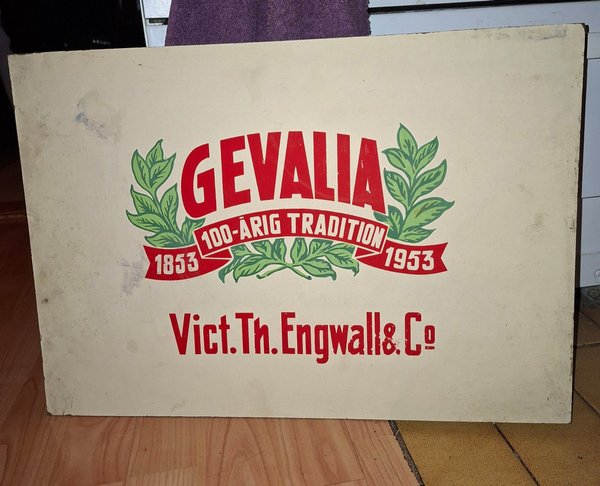 GEVALIA
100-ÅRIG TRADITION
1853 1953
Vict. Th. Engwall & Co